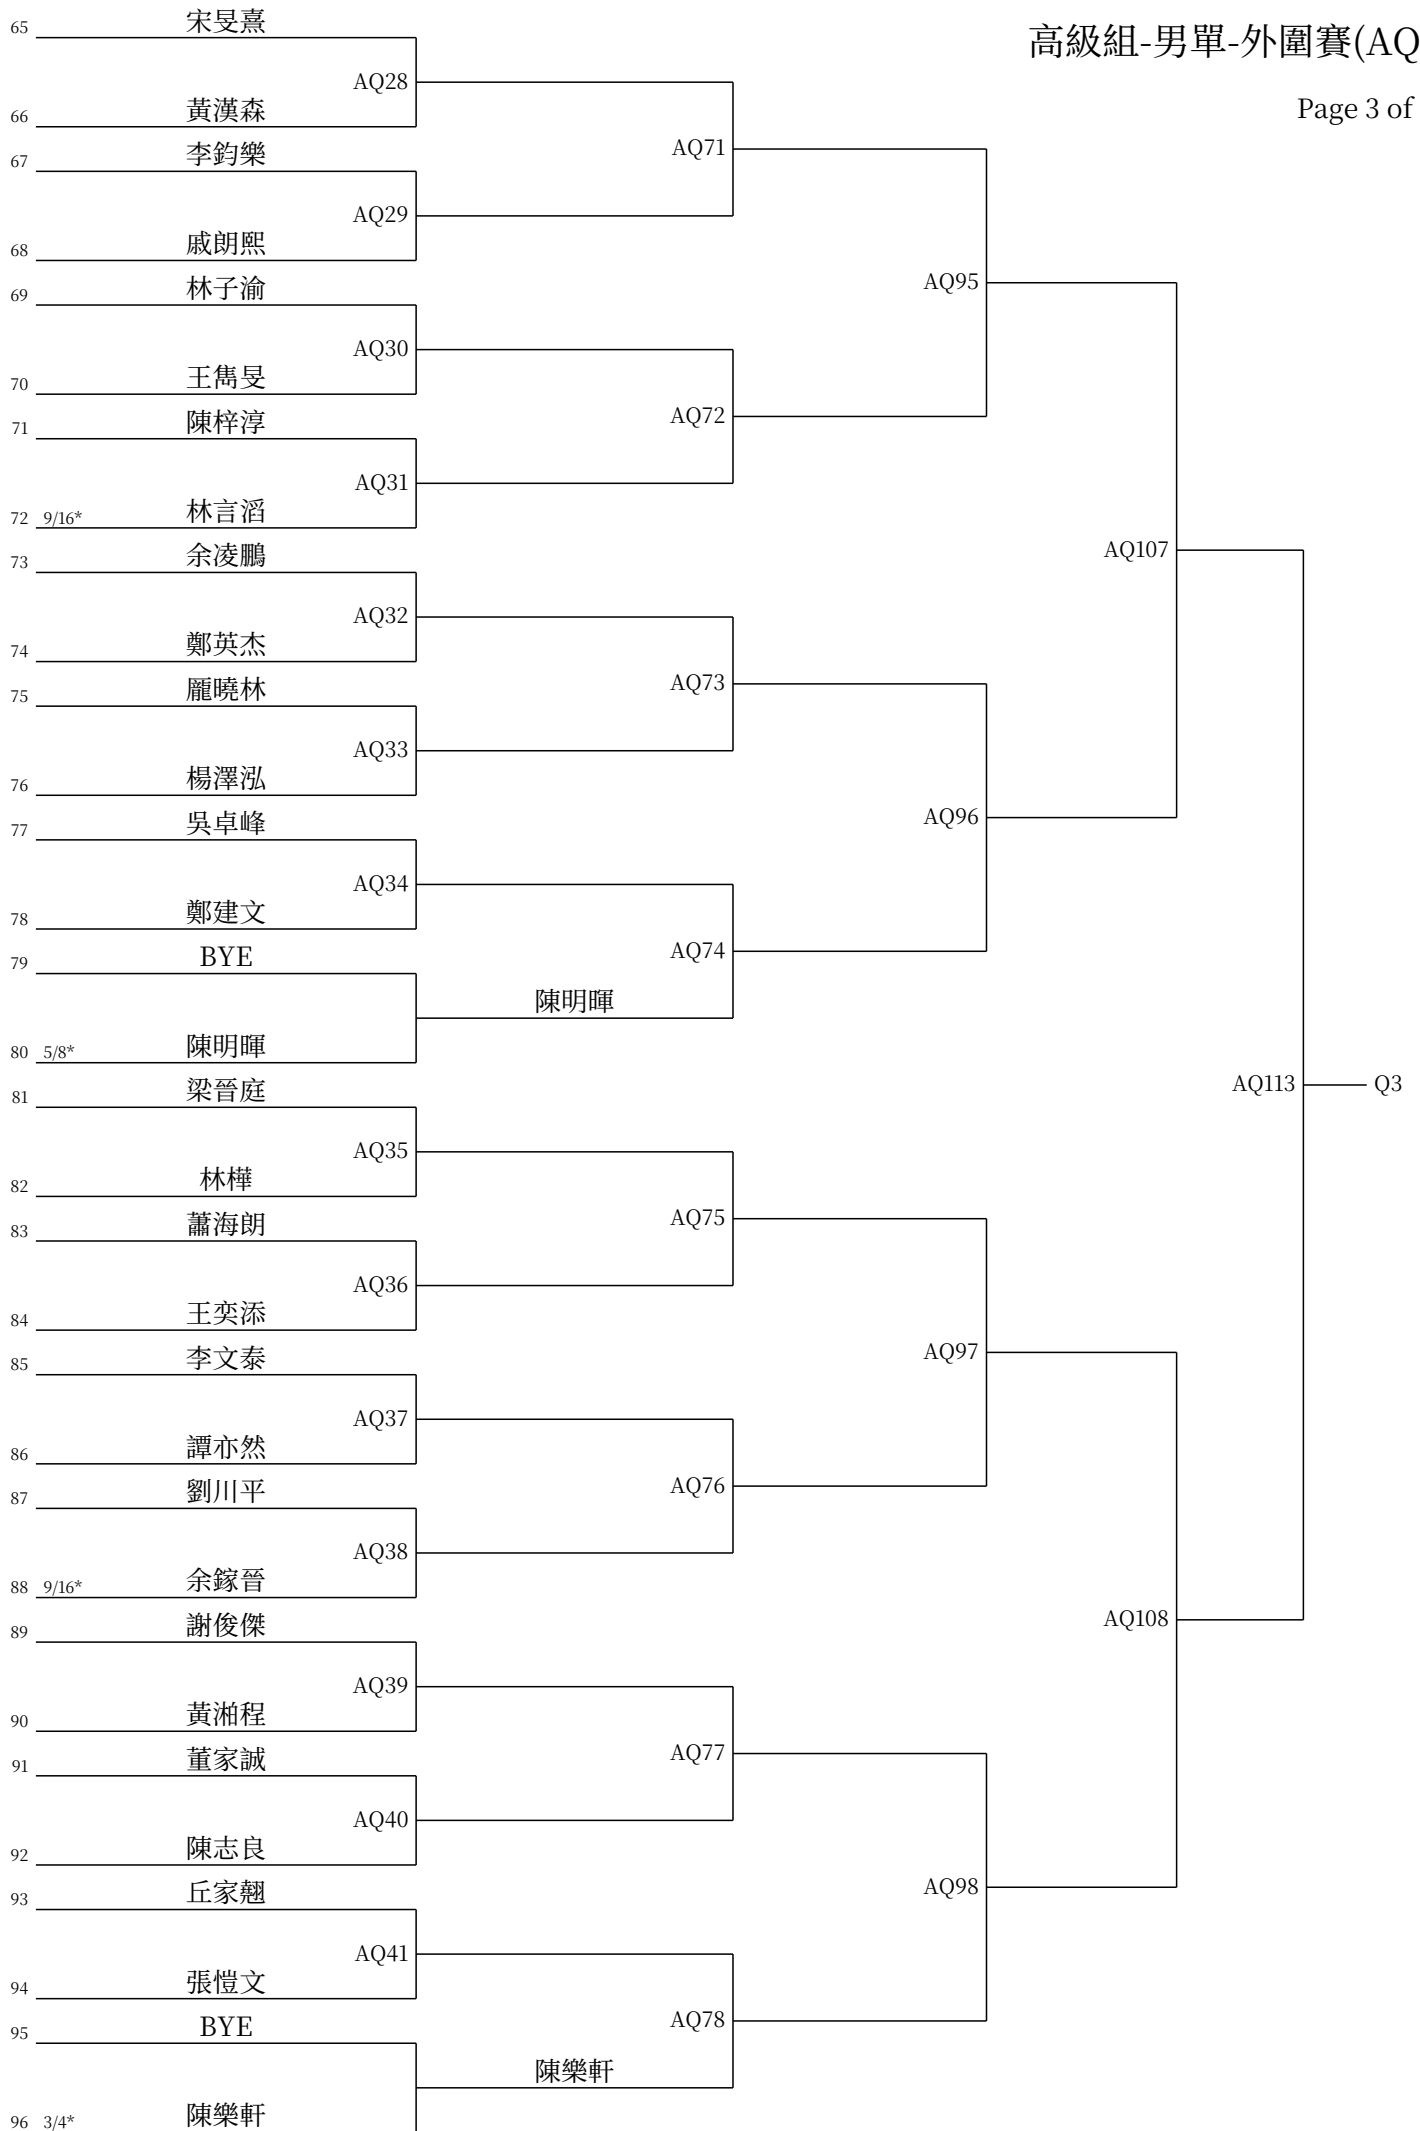 高級組-男單-外圍賽(AQ
Page 3 of
65 宋旻熹
AQ28
66 黃漢森
AQ71
67 李鈞樂
AQ29
68 戚朗熙
AQ95
69 林子渝
AQ30
70 王雋旻
AQ72
71 陳梓淳
AQ31
72 9/16* 林言滔
AQ107
73 余凌鵬
AQ32
74 鄭英杰
AQ73
75 龎曉林
AQ33
76 楊澤泓
AQ96
77 吳卓峰
AQ34
78 鄭建文
AQ74
79 BYE
陳明暉
80 5/8* 陳明暉
AQ113 Q3
81 梁晉庭
AQ35
82 林樺
AQ75
83 蕭海朗
AQ36
84 王奕添
AQ97
85 李文泰
AQ37
86 譚亦然
AQ76
87 劉川平
AQ38
88 9/16* 余鎵晉
AQ108
89 謝俊傑
AQ39
90 黃湘程
AQ77
91 董家誠
AQ40
92 陳志良
AQ98
93 丘家翹
AQ41
94 張愷文
AQ78
95 BYE
陳樂軒
96 3/4* 陳樂軒